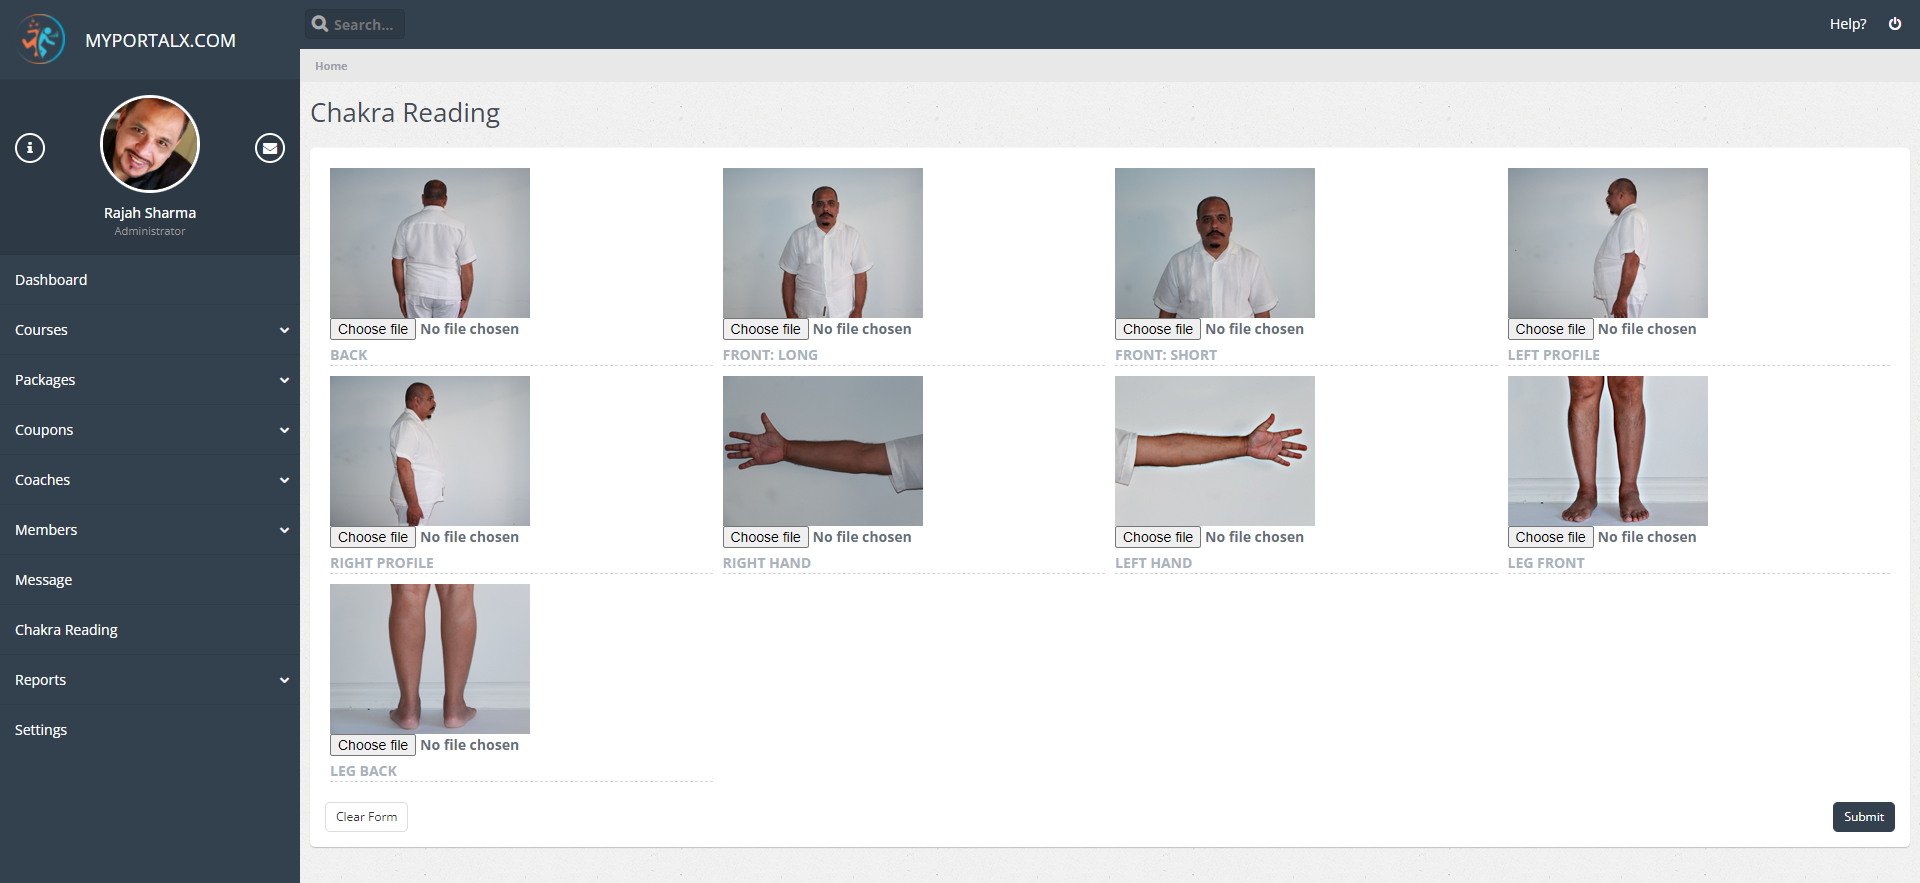 MYPORTALX.COM
Search...
Help?
Home
Rajah Sharma
Administrator
Dashboard
Courses
Packages
Coupons
Coaches
Members
Message
Chakra Reading
Reports
Settings
Chakra Reading
Choose file No file chosen
BACK
Choose file No file chosen
FRONT: LONG
Choose file No file chosen
FRONT: SHORT
Choose file No file chosen
LEFT PROFILE
Choose file No file chosen
RIGHT PROFILE
Choose file No file chosen
RIGHT HAND
Choose file No file chosen
LEFT HAND
Choose file No file chosen
LEG FRONT
Choose file No file chosen
LEG BACK
Clear Form
Submit